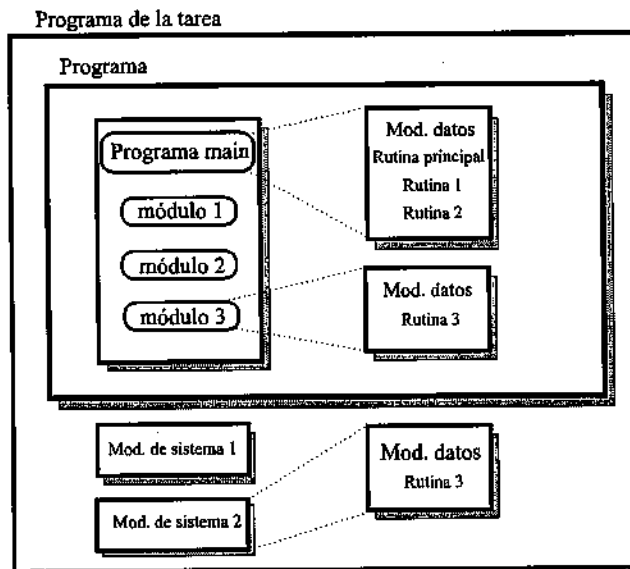 Programa de la tarea
Programa
Programa main
módulo 1
módulo 2
módulo 3
Mod. datos
Rutina principal
Rutina 1
Rutina 2
Mod. datos
Rutina 3
Mod. de sistema 1
Mod. de sistema 2
Mod. datos
Rutina 3